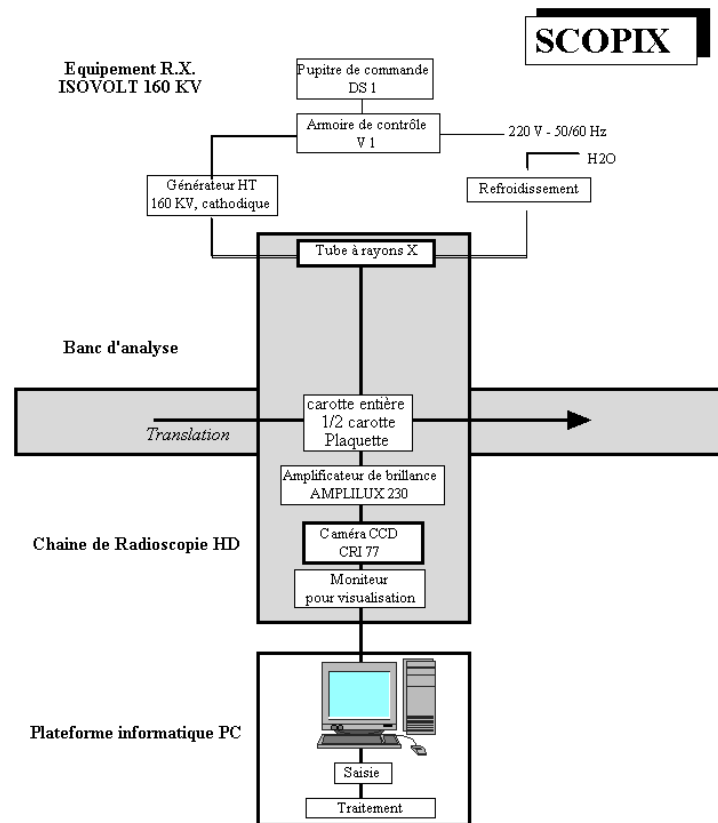 SCOPIX
Equipement R.X.
ISOVOLT 160 KV
Pupitre de commande
DS 1
Armoire de contrôle
V 1
220 V - 50/60 Hz
H2O
Générateur HT
160 KV, cathodique
Refroidissement
Tube à rayons X
Banc d'analyse
carotte entière
1/2 carotte
Plaquette
Translation
Amplificateur de brillance
AMPLILUX 230
Chaine de Radioscopie HD
Caméra CCD
CRI 77
Moniteur
pour visualisation
Plateforme informatique PC
Saisie
Traitement